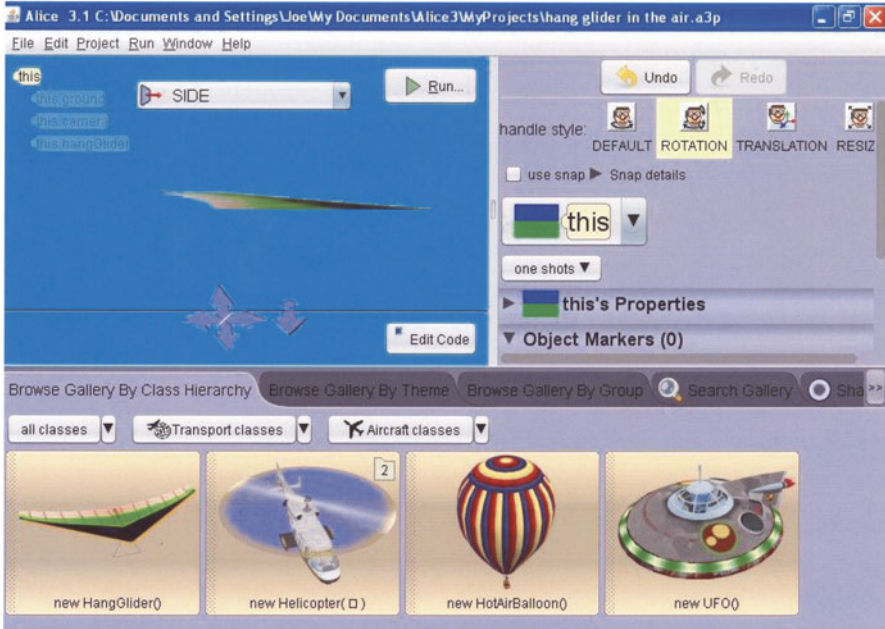 Alice 3.1 C:\Documents and Settings\Joe\My Documents\Alice3\MyProjects\hang glider in the air.a3p
File Edit Project Run Window Help
this
this.ground
this.camera
this.hangGlider
SIDE
Run...
Edit Code
Undo
Redo
handle style:
DEFAULT ROTATION TRANSLATION RESIZ
use snap Snap details
this
one shots
this's Properties
Object Markers (0)
Browse Gallery By Class Hierarchy Browse Gallery By Theme Browse Gallery By Group Search Gallery Sha >>
all classes Transport classes Aircraft classes
2
new HangGlider() new Helicopter( ) new HotAirBalloon() new UFO()